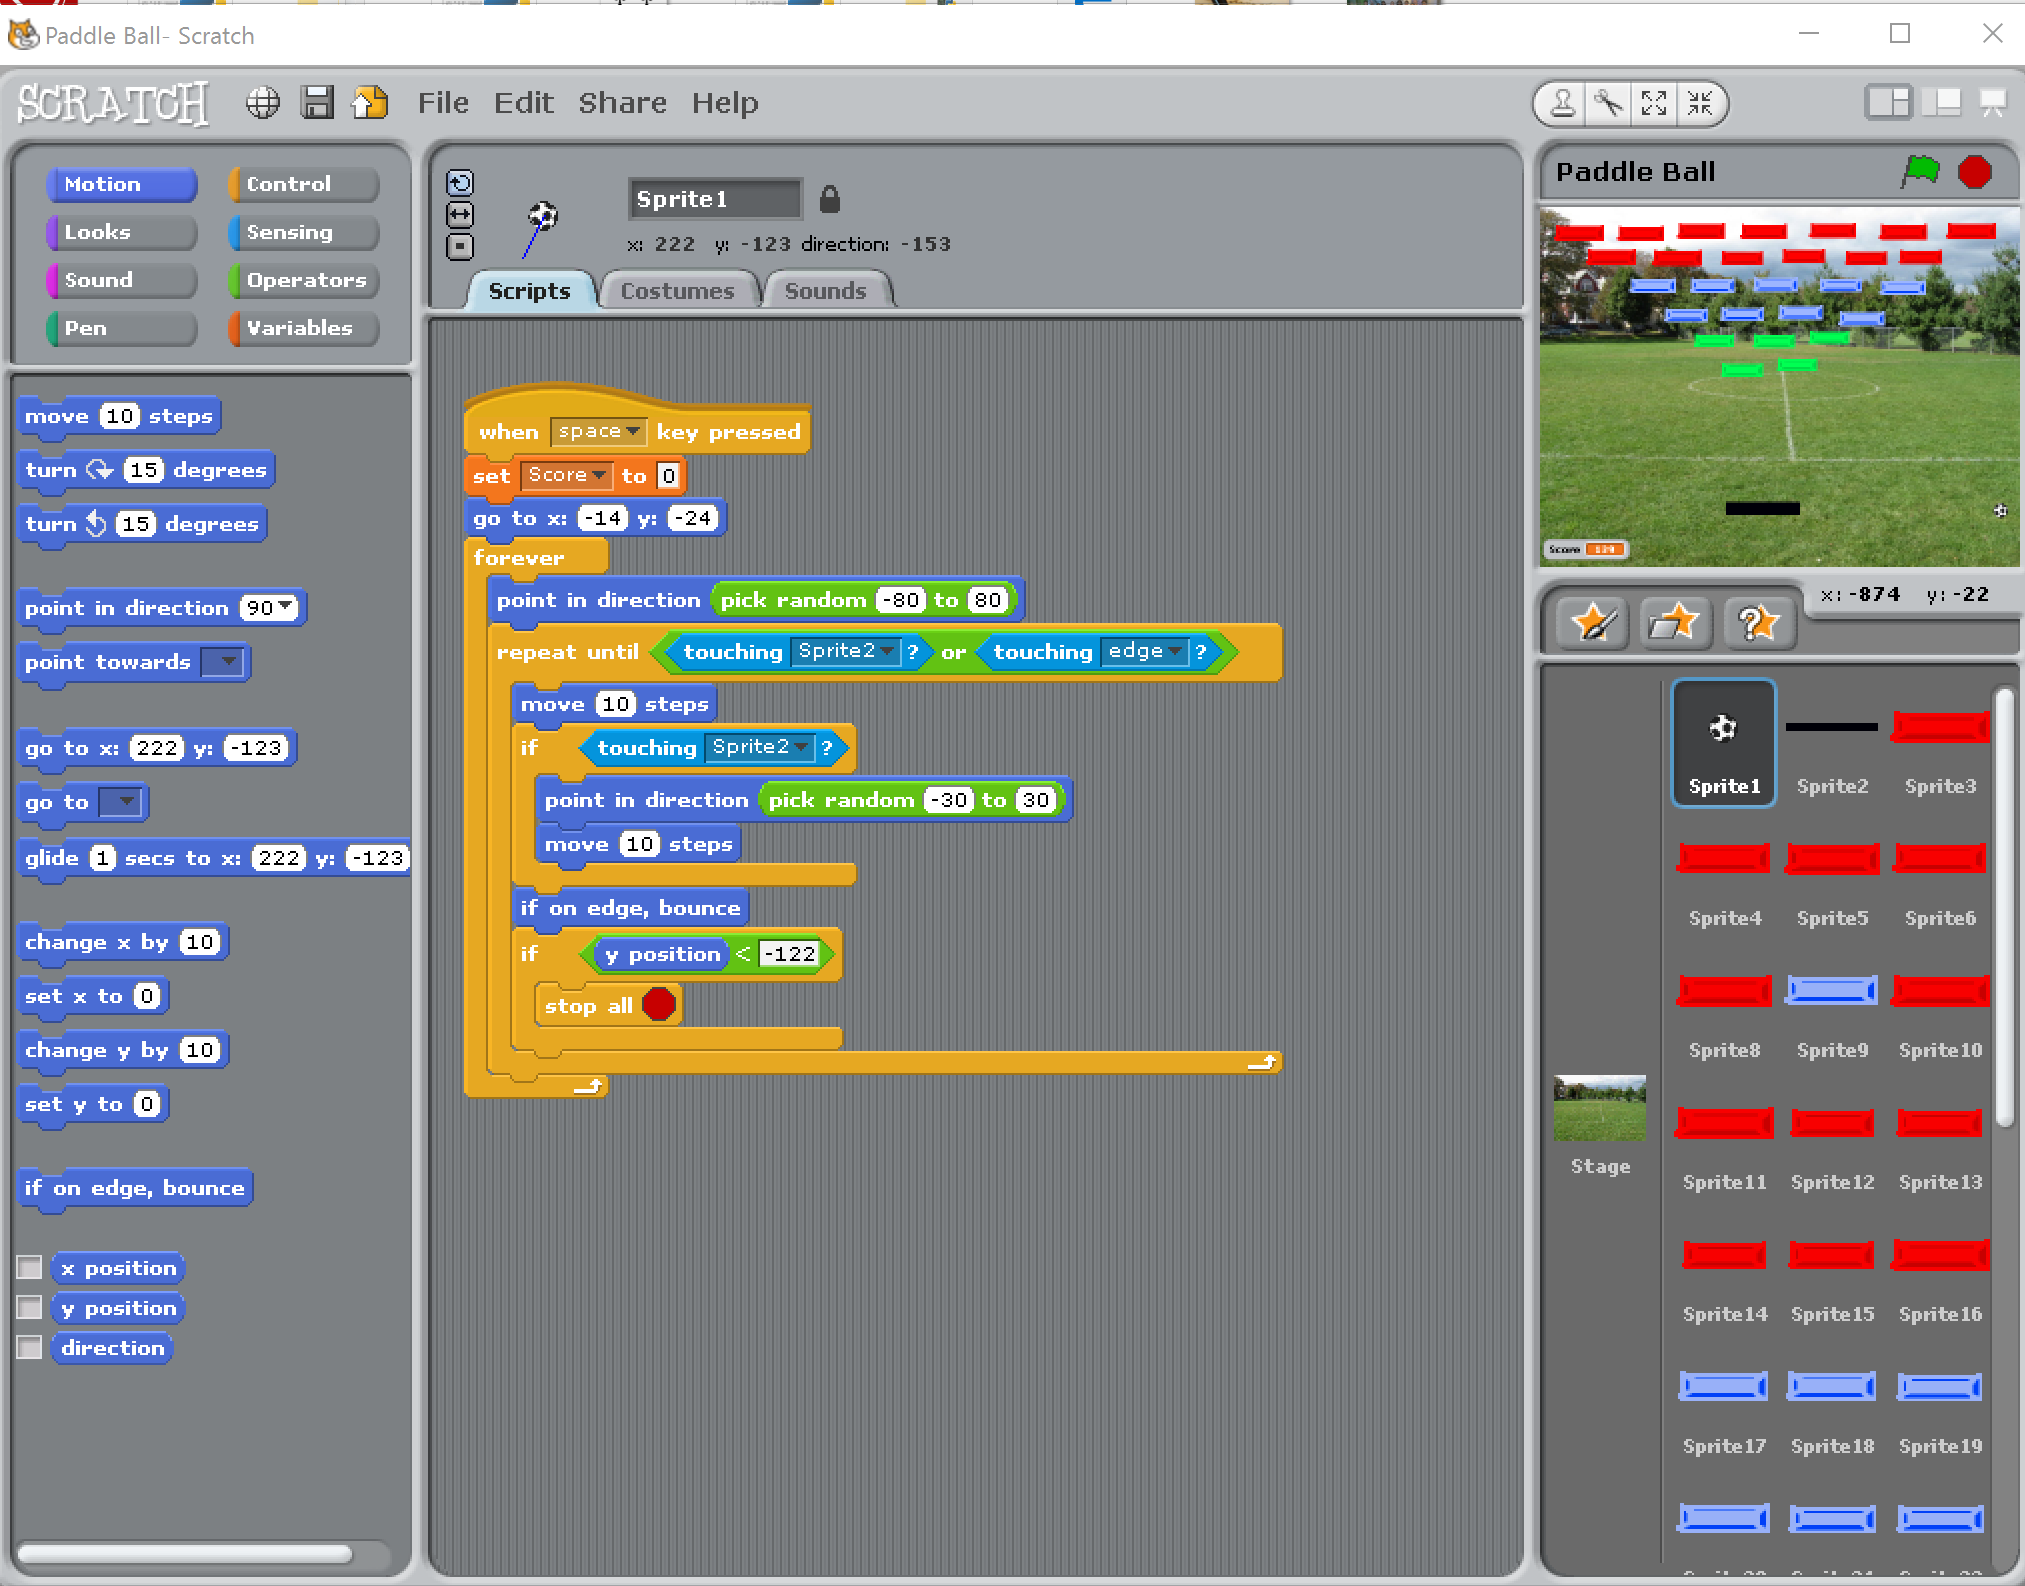 Paddle Ball- Scratch
SCRATCH File Edit Share Help
Motion Control
Looks Sensing
Sound Operators
Pen Variables
move 10 steps
turn 15 degrees
turn 15 degrees
point in direction 90
point towards
go to x: 222 y: -123
go to
glide 1 secs to x: 222 y: -123
change x by 10
set x to 0
change y by 10
set y to 0
if on edge, bounce
x position
y position
direction
Sprite1
x: 222 y: -123 direction: -153
Scripts Costumes Sounds
when space key pressed
set Score to 0
go to x: -14 y: -24
forever
point in direction pick random -80 to 80
repeat until touching Sprite2 ? or touching edge ?
move 10 steps
if touching Sprite2 ?
point in direction pick random -30 to 30
move 10 steps
if on edge, bounce
if y position < -122
stop all
Paddle Ball
Score
x: -874 y: -22
Sprite1 Sprite2 Sprite3
Sprite4 Sprite5 Sprite6
Sprite8 Sprite9 Sprite10
Stage
Sprite11 Sprite12 Sprite13
Sprite14 Sprite15 Sprite16
Sprite17 Sprite18 Sprite19